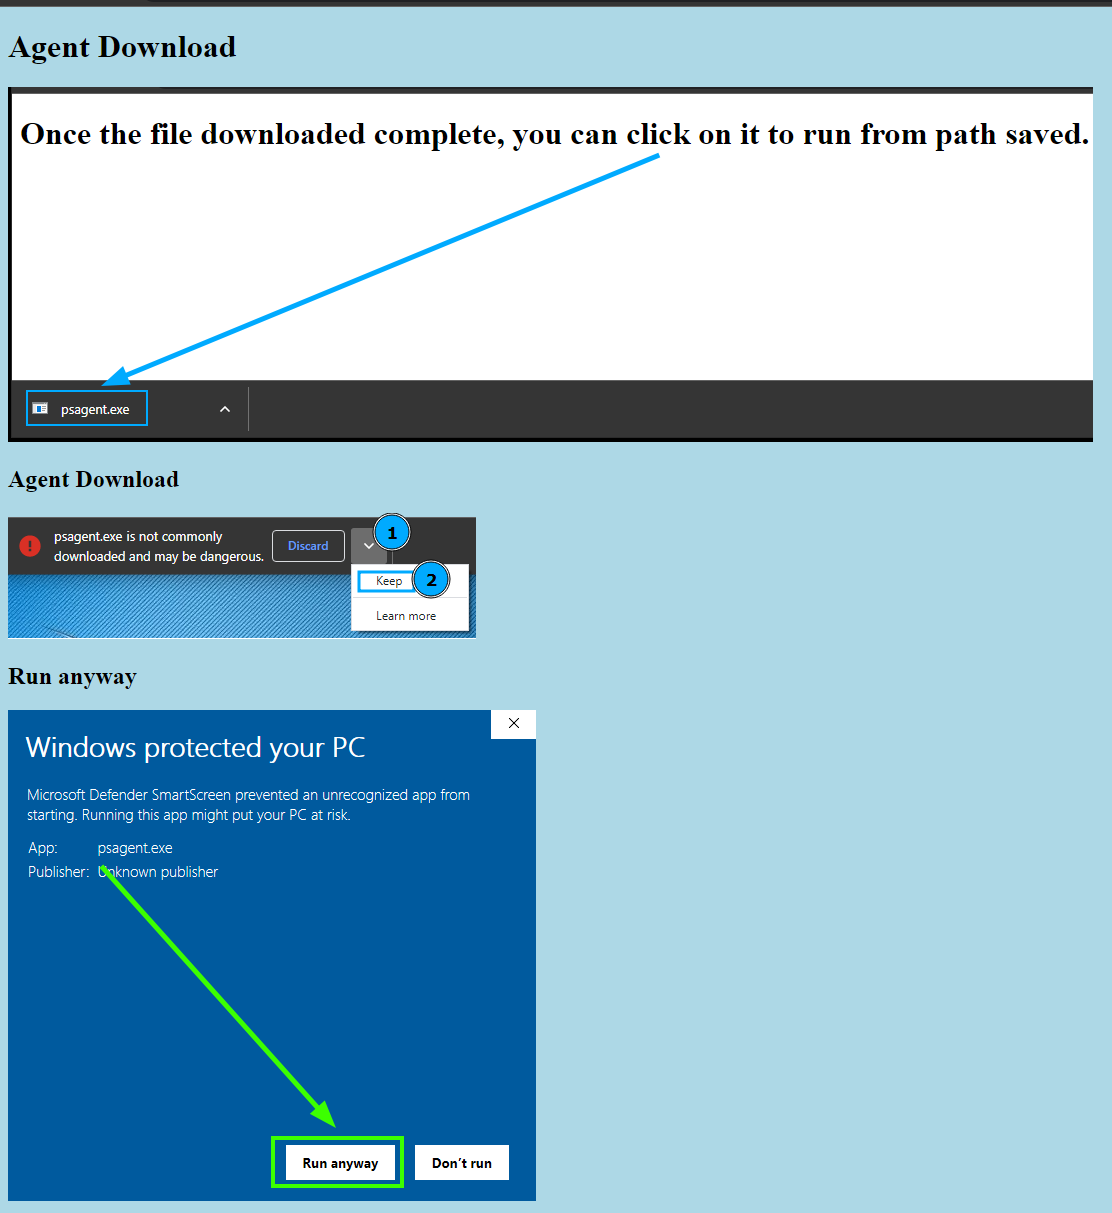 Agent Download
Once the file downloaded complete, you can click on it to run from path saved.
psagent.exe
Agent Download
psagent.exe is not commonly
downloaded and may be dangerous.
Discard
1
Keep
2
Learn more
Run anyway
Windows protected your PC
Microsoft Defender SmartScreen prevented an unrecognized app from
starting. Running this app might put your PC at risk.
App: psagent.exe
Publisher: Unknown publisher
Run anyway
Don't run